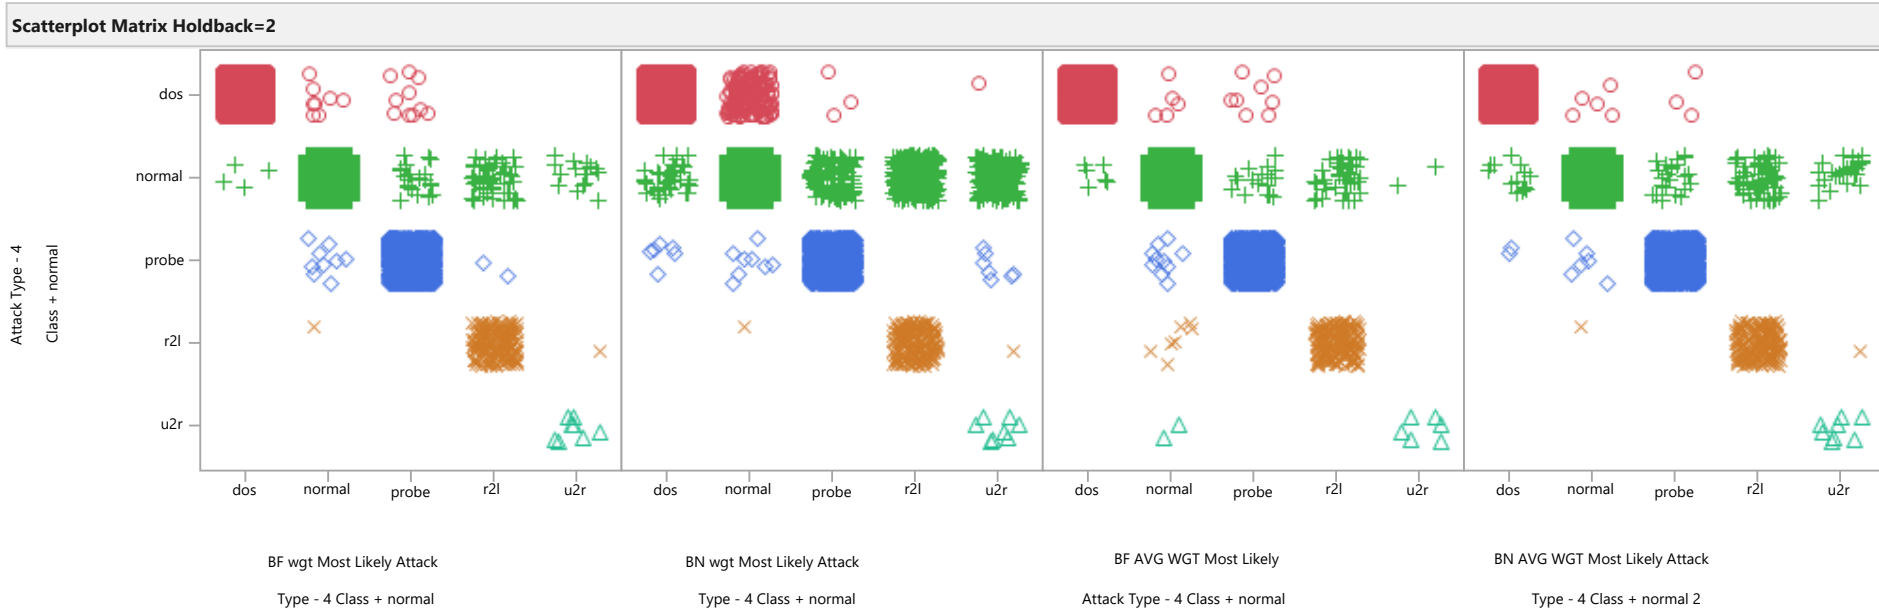 Scatterplot Matrix Holdback=2
Attack Type - 4
Class + normal
dos
normal
probe
r2l
u2r
dos normal probe r2l u2r dos normal probe r2l u2r dos normal probe r2l u2r dos normal probe r2l u2r
BF wgt Most Likely Attack
Type - 4 Class + normal
BN wgt Most Likely Attack
Type - 4 Class + normal
BF AVG WGT Most Likely
Attack Type - 4 Class + normal
BN AVG WGT Most Likely Attack
Type - 4 Class + normal 2